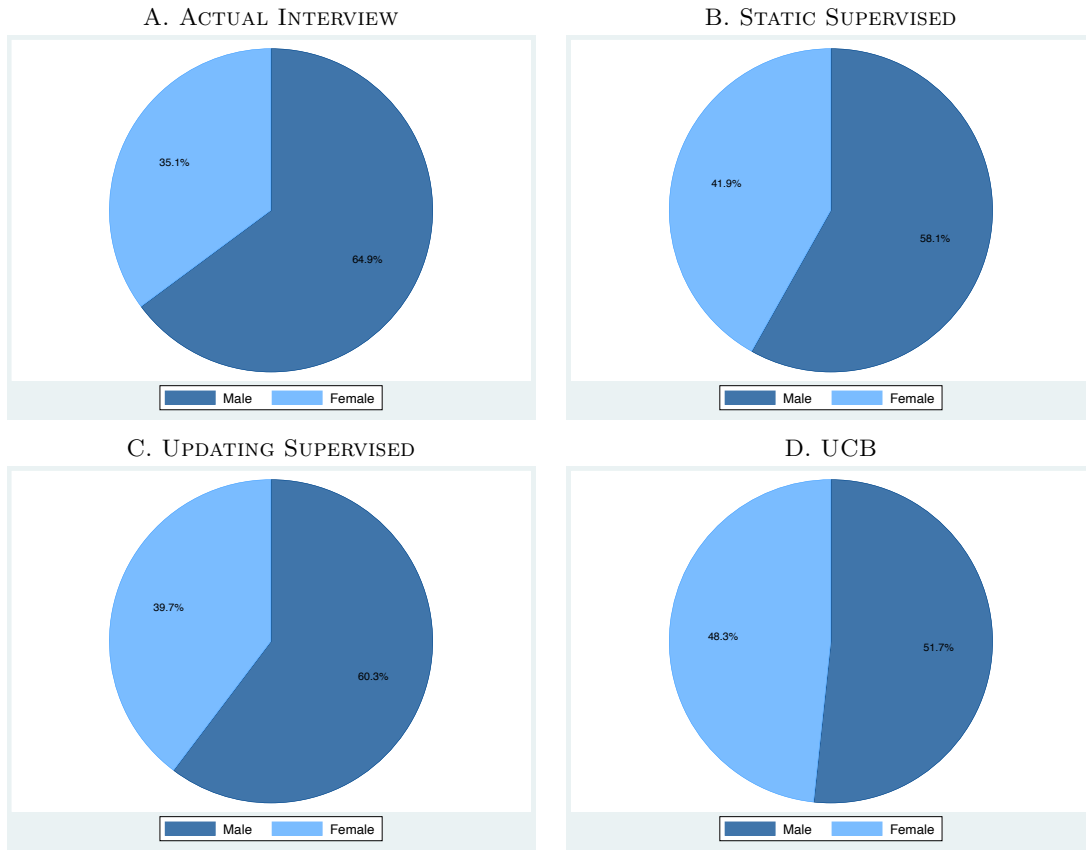 A. Actual Interview
B. Static Supervised
35.1%
64.9%
41.9%
58.1%
Male Female
Male Female
C. Updating Supervised
D. UCB
39.7%
60.3%
48.3%
51.7%
Male Female
Male Female